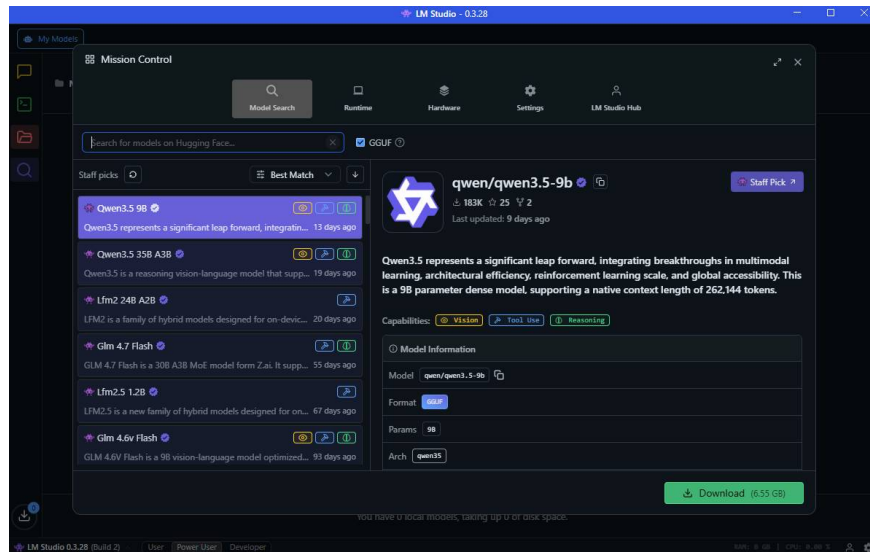 LM Studio - 0.3.28
My Models
Mission Control
Model Search
Runtime
Hardware
Settings
LM Studio Hub
Search for models on Hugging Face...
GGUF
Staff picks
Best Match
Qwen3.5 9B
Qwen3.5 represents a significant leap forward, integratin... 13 days ago
Qwen3.5 35B A3B
Qwen3.5 is a reasoning vision-language model that supp... 19 days ago
Lfm2 24B A2B
LFM2 is a family of hybrid models designed for on-devic... 20 days ago
Glm 4.7 Flash
GLM 4.7 Flash is a 30B A3B MoE model form Z.ai. It supp... 55 days ago
Lfm2.5 1.2B
LFM2.5 is a new family of hybrid models designed for on... 67 days ago
Glm 4.6v Flash
GLM 4.6V Flash is a 9B vision-language model optimized... 93 days ago
qwen/qwen3.5-9b
Staff Pick
183K 25 2
Last updated: 9 days ago
Qwen3.5 represents a significant leap forward, integrating breakthroughs in multimodal
learning, architectural efficiency, reinforcement learning scale, and global accessibility. This
is a 9B parameter dense model, supporting a native context length of 262,144 tokens.
Capabilities: Vision Tool Use Reasoning
Model Information
Model qwen/qwen3.5-9b
Format GGUF
Params 9B
Arch qwen35
Download (6.55 GB)
You have 0 local models, taking up 0 of disk space.
0
LM Studio 0.3.28 (Build 2) User Power User Developer
RAM: 0 GB | CPU: 0.00 %